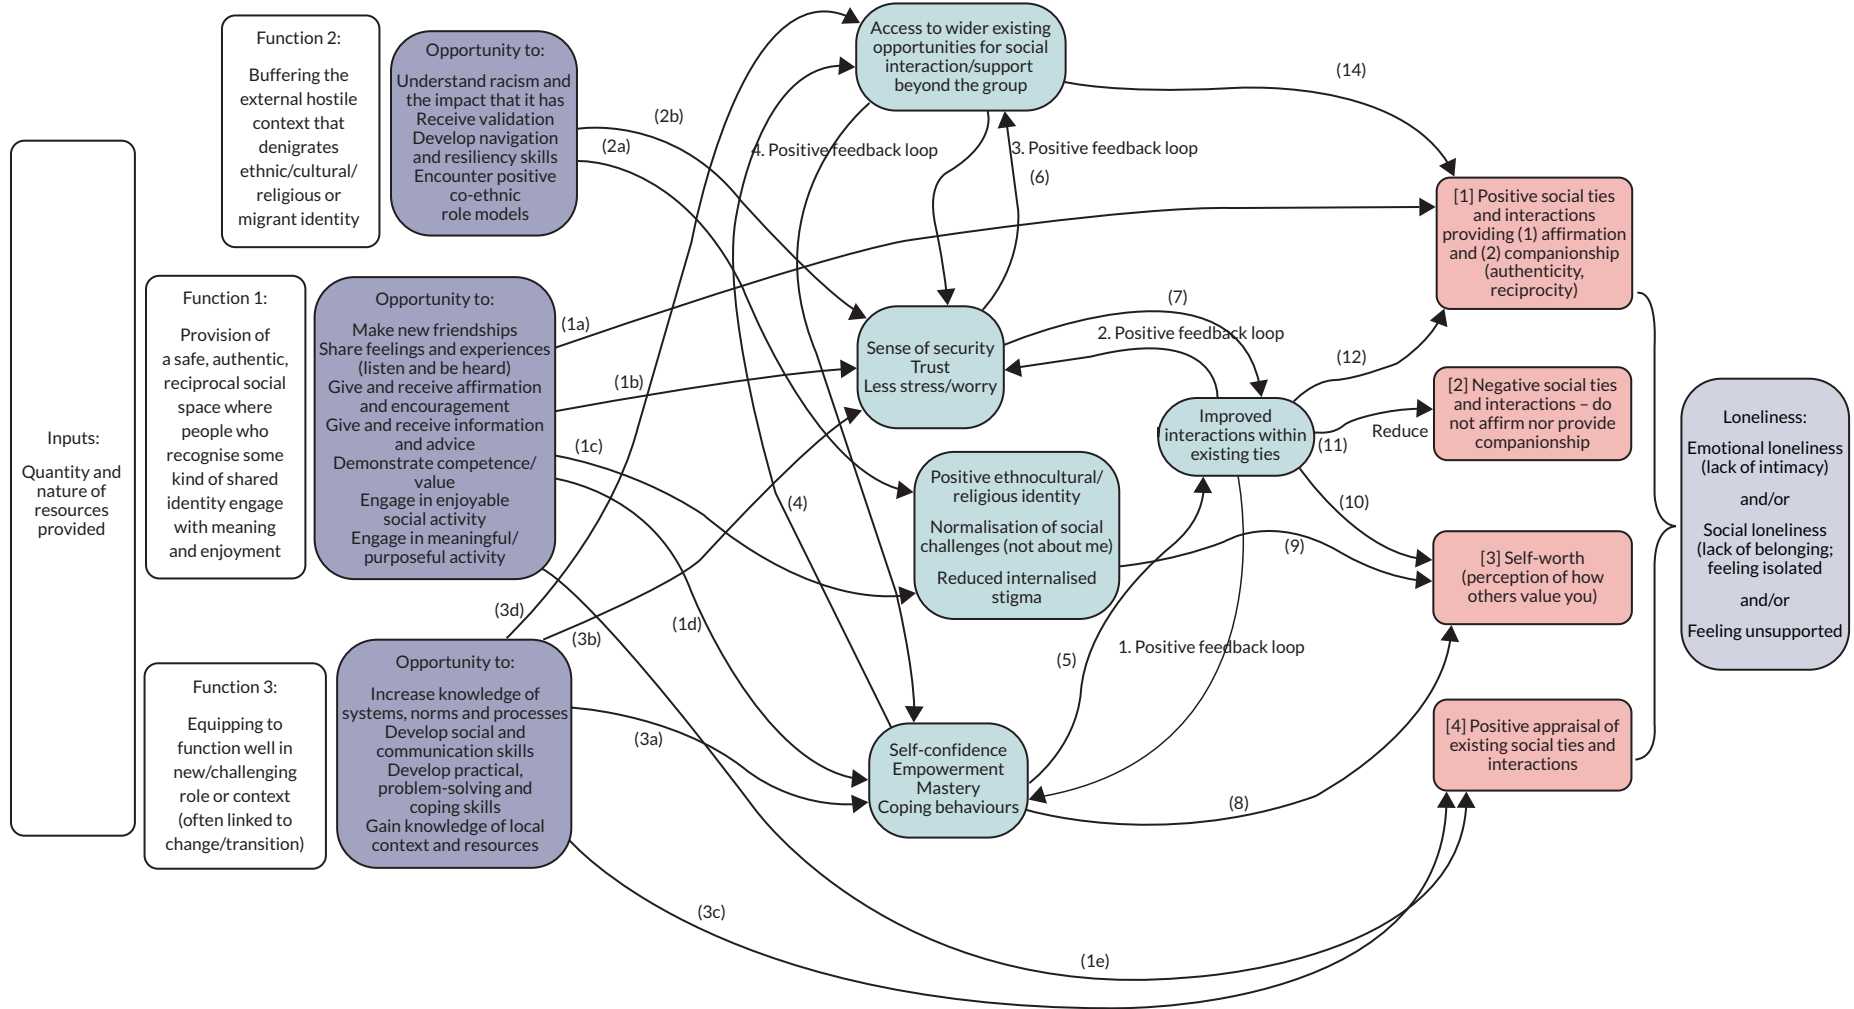 Inputs:
Quantity and
nature of
resources
provided
Function 2:
Buffering the
external hostile
context that
denigrates
ethnic/cultural/
religious or
migrant identity
Opportunity to:
Understand racism and
the impact that it has
Receive validation
Develop navigation
and resiliency skills
Encounter positive
co-ethnic
role models
Function 1:
Provision of
a safe, authentic,
reciprocal social
space where
people who
recognise some
kind of shared
identity engage
with meaning
and enjoyment
Opportunity to:
Make new friendships
Share feelings and experiences
(listen and be heard)
Give and receive affirmation
and encouragement
Give and receive information
and advice
Demonstrate competence/
value
Engage in enjoyable
social activity
Engage in meaningful/
purposeful activity
Function 3:
Equipping to
function well in
new/challenging
role or context
(often linked to
change/transition)
Opportunity to:
Increase knowledge of
systems, norms and processes
Develop social and
communication skills
Develop practical,
problem-solving and
coping skills
Gain knowledge of local
context and resources
(2b)
(2a)
(1a)
(1b)
(1c)
(1d)
(3d)
(3b)
(3a)
(3c)
(1e)
Access to wider existing
opportunities for social
interaction/support
beyond the group
4. Positive feedback loop
3. Positive feedback loop
(6)
(14)
Sense of security
Trust
Less stress/worry
(7)
2. Positive feedback loop
(4)
Positive ethnocultural/
religious identity
Normalisation of social
challenges (not about me)
Reduced internalised
stigma
Improved
interactions within
existing ties
(12)
(11)
Reduce
(10)
(9)
(5)
1. Positive feedback loop
Self-confidence
Empowerment
Mastery
Coping behaviours
(8)
[1] Positive social ties
and interactions
providing (1) affirmation
and (2) companionship
(authenticity,
reciprocity)
[2] Negative social ties
and interactions – do
not affirm nor provide
companionship
[3] Self-worth
(perception of how
others value you)
[4] Positive appraisal of
existing social ties and
interactions
Loneliness:
Emotional loneliness
(lack of intimacy)
and/or
Social loneliness
(lack of belonging;
feeling isolated
and/or
Feeling unsupported